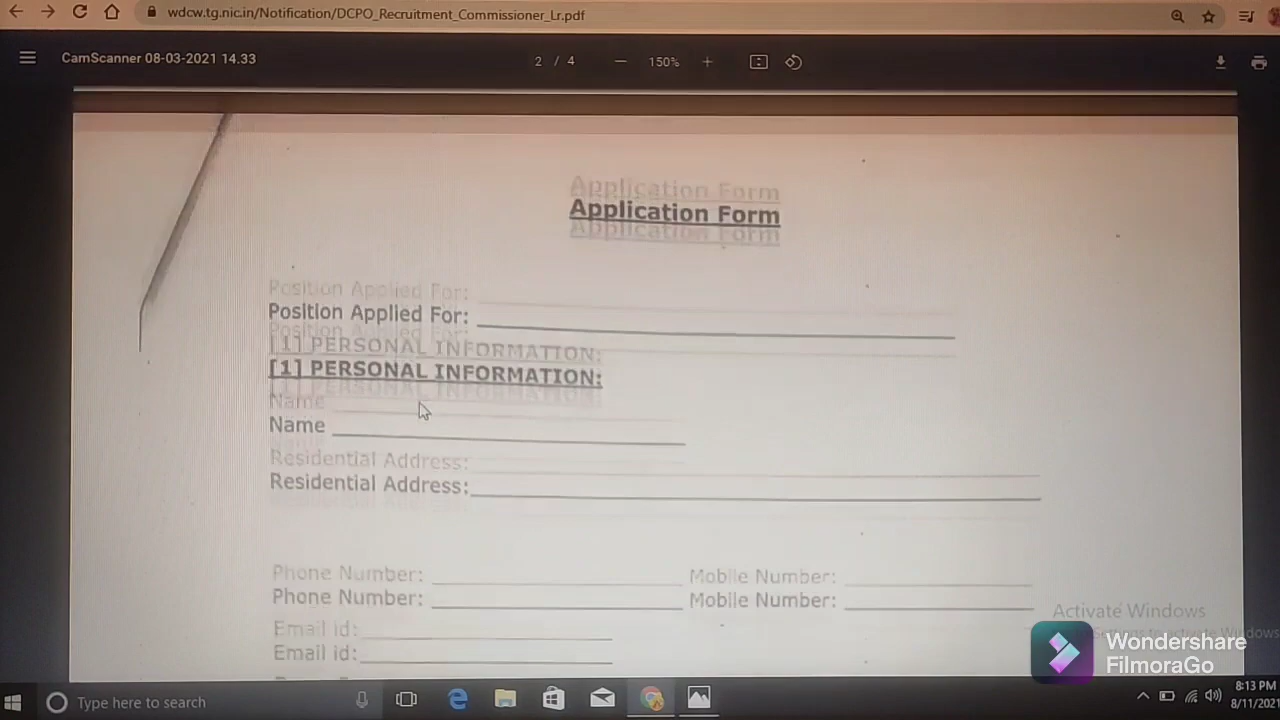 wdcw.tg.nic.in/Notification/DCPO_Recruitment_Commissioner_Lr.pdf
CamScanner 08-03-2021 14.33
2 / 4
150%
Application Form
Position Applied For:
[1] PERSONAL INFORMATION:
Name
Residential Address:
Phone Number:
Mobile Number:
Email id:
Activate Windows
Wondershare
FilmoraGo
Type here to search
8:13 PM
8/11/2021